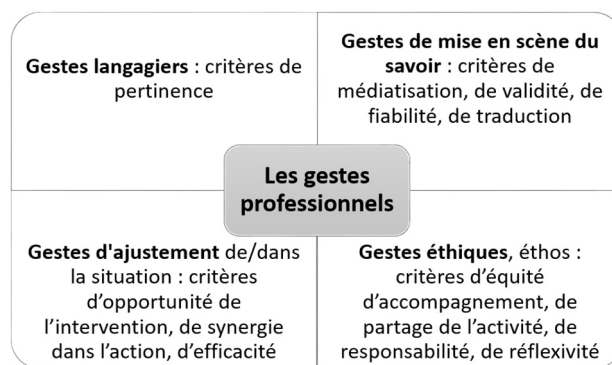 Gestes langagiers : critères de
pertinence
Gestes de mise en scène du
savoir : critères de
médiatisation, de validité, de
fiabilité, de traduction
Les gestes
professionnels
Gestes d'ajustement de/dans
la situation : critères
d’opportunité de
l’intervention, de synergie
dans l’action, d’efficacité
Gestes éthiques, éthos :
critères d’équité
d’accompagnement, de
partage de l’activité, de
responsabilité, de réflexivité